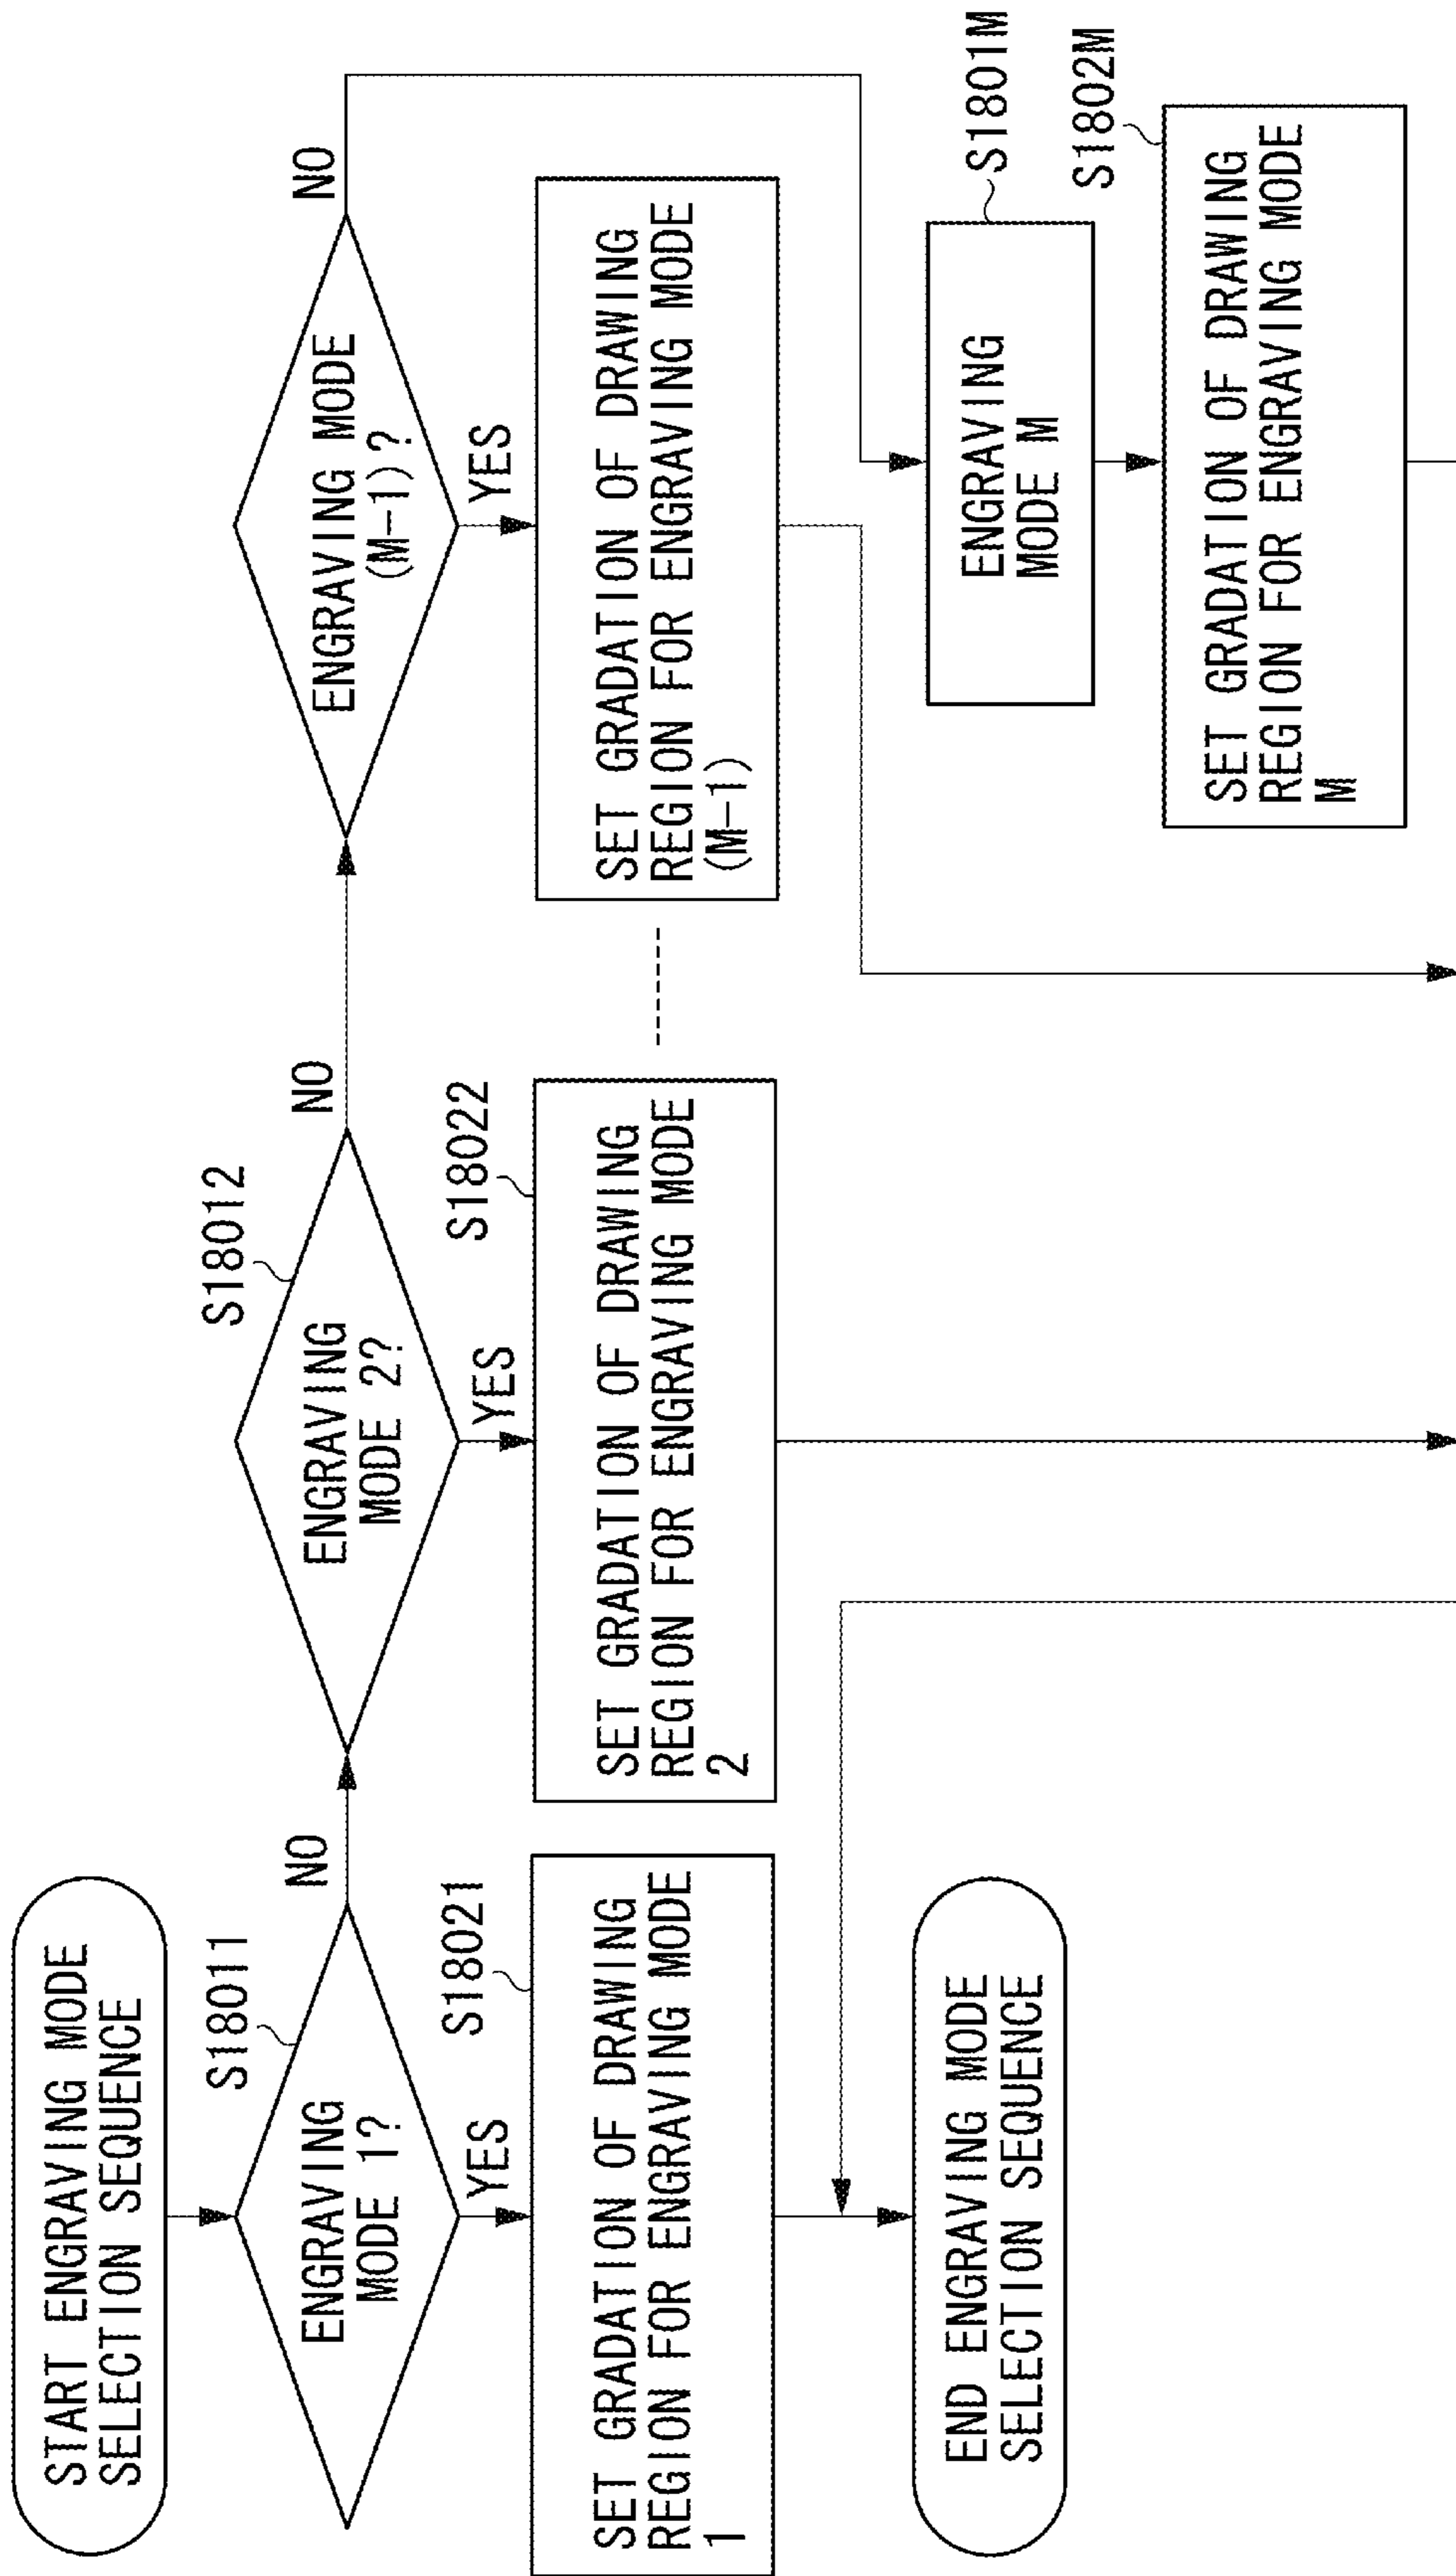 START ENGRAVING MODE
SELECTION SEQUENCE
S18011
ENGRAVING
MODE 1?
NO
YES
S18021
SET GRADATION OF DRAWING
REGION FOR ENGRAVING MODE
1
END ENGRAVING MODE
SELECTION SEQUENCE
S18012
ENGRAVING
MODE 2?
NO
YES
S18022
SET GRADATION OF DRAWING
REGION FOR ENGRAVING MODE
2
ENGRAVING MODE
(M-1)?
NO
YES
SET GRADATION OF DRAWING
REGION FOR ENGRAVING MODE
(M-1)
S1801M
ENGRAVING
MODE M
S1802M
SET GRADATION OF DRAWING
REGION FOR ENGRAVING MODE
M